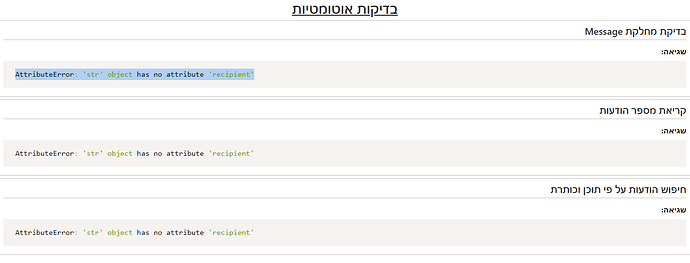 בדיקות אוטומטיות
בדיקת מחלקת Message
שגיאה:
AttributeError: 'str' object has no attribute 'recipient'
קריאת מספר הודעות
שגיאה:
AttributeError: 'str' object has no attribute 'recipient'
חיפוש הודעות על פי תוכן וכותרת
שגיאה:
AttributeError: 'str' object has no attribute 'recipient'